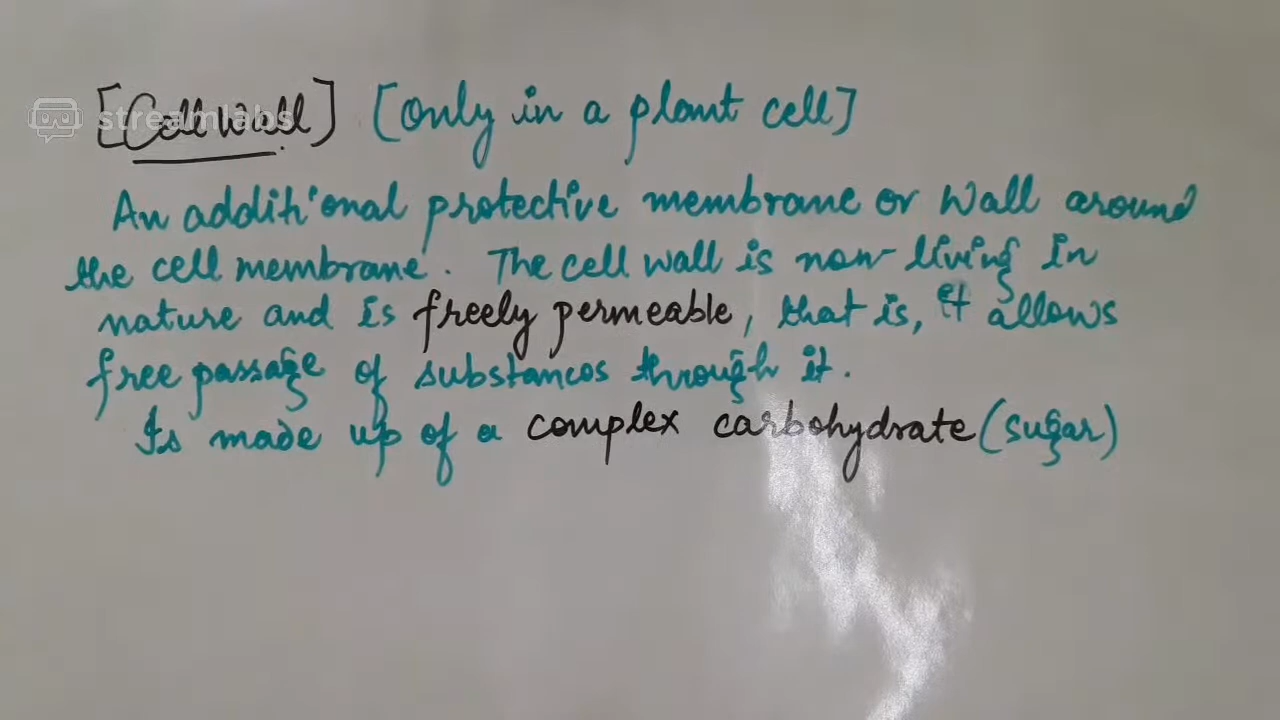 streamlabs
[Cell Wall] [Only in a plant cell]
An additional protective membrane or Wall around
the cell membrane. The cell wall is non-living in
nature and is freely permeable, that is, it allows
free passage of substances through it.
Is made up of a complex carbohydrate (sugar)